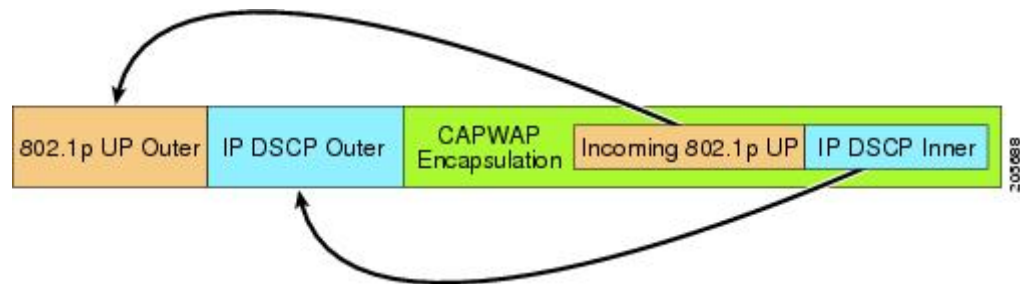 802.1p UP Outer
IP DSCP Outer
CAPWAP
Encapsulation
Incoming 802.1p UP
IP DSCP Inner
205688